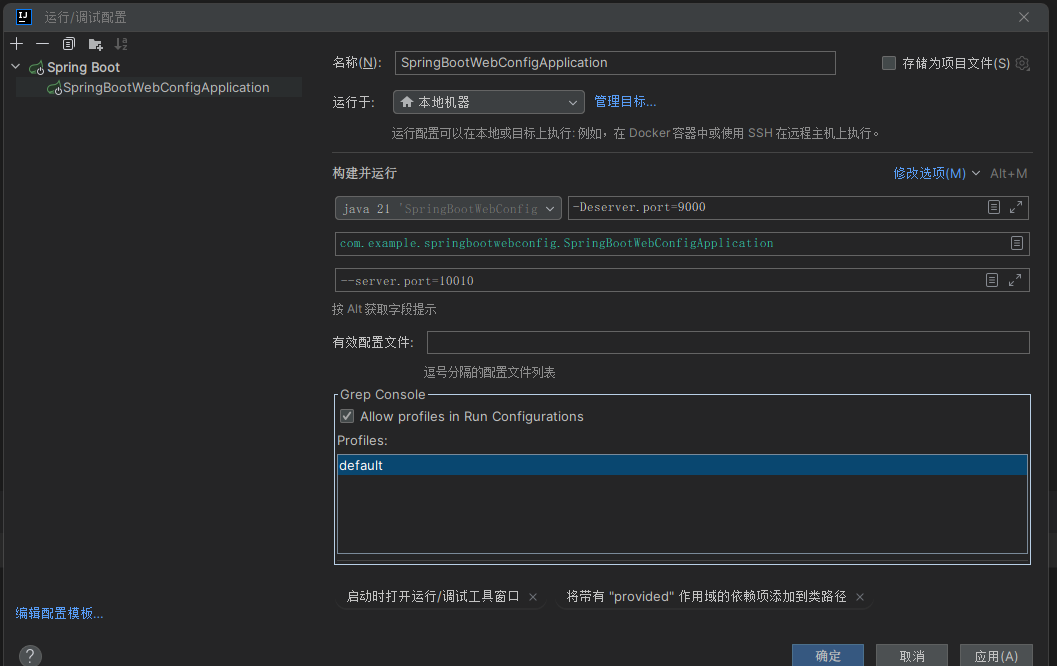 运行/调试配置
Spring Boot
SpringBootWebConfigApplication
名称(N): SpringBootWebConfigApplication 存储为项目文件(S)
运行于: 本地机器 管理目标...
运行配置可以在本地或目标上执行: 例如，在 Docker 容器中或使用 SSH 在远程主机上执行。
构建并运行 修改选项(M) Alt+M
java 21 'SpringBootWebConfig -Deserver.port=9000
com.example.springbootwebconfig.SpringBootWebConfigApplication
--server.port=10010
按 Alt 获取字段提示
有效配置文件:
逗号分隔的配置文件列表
Grep Console
Allow profiles in Run Configurations
Profiles:
default
启动时打开运行/调试工具窗口 将带有 "provided" 作用域的依赖项添加到类路径
编辑配置模板...
? 确定 取消 应用(A)